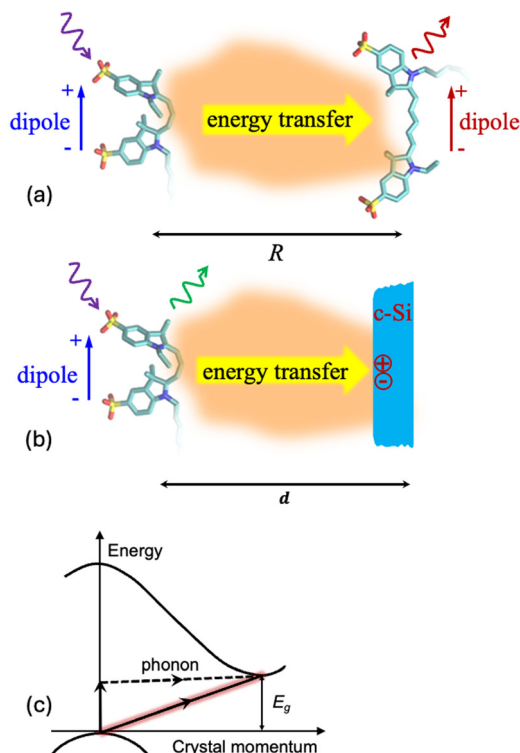 +
dipole
-
energy transfer
+
dipole
-
(a)
R
+
dipole
-
energy transfer
c-Si
+
-
(b)
d
Energy
phonon
(c)
E_g
Crystal momentum